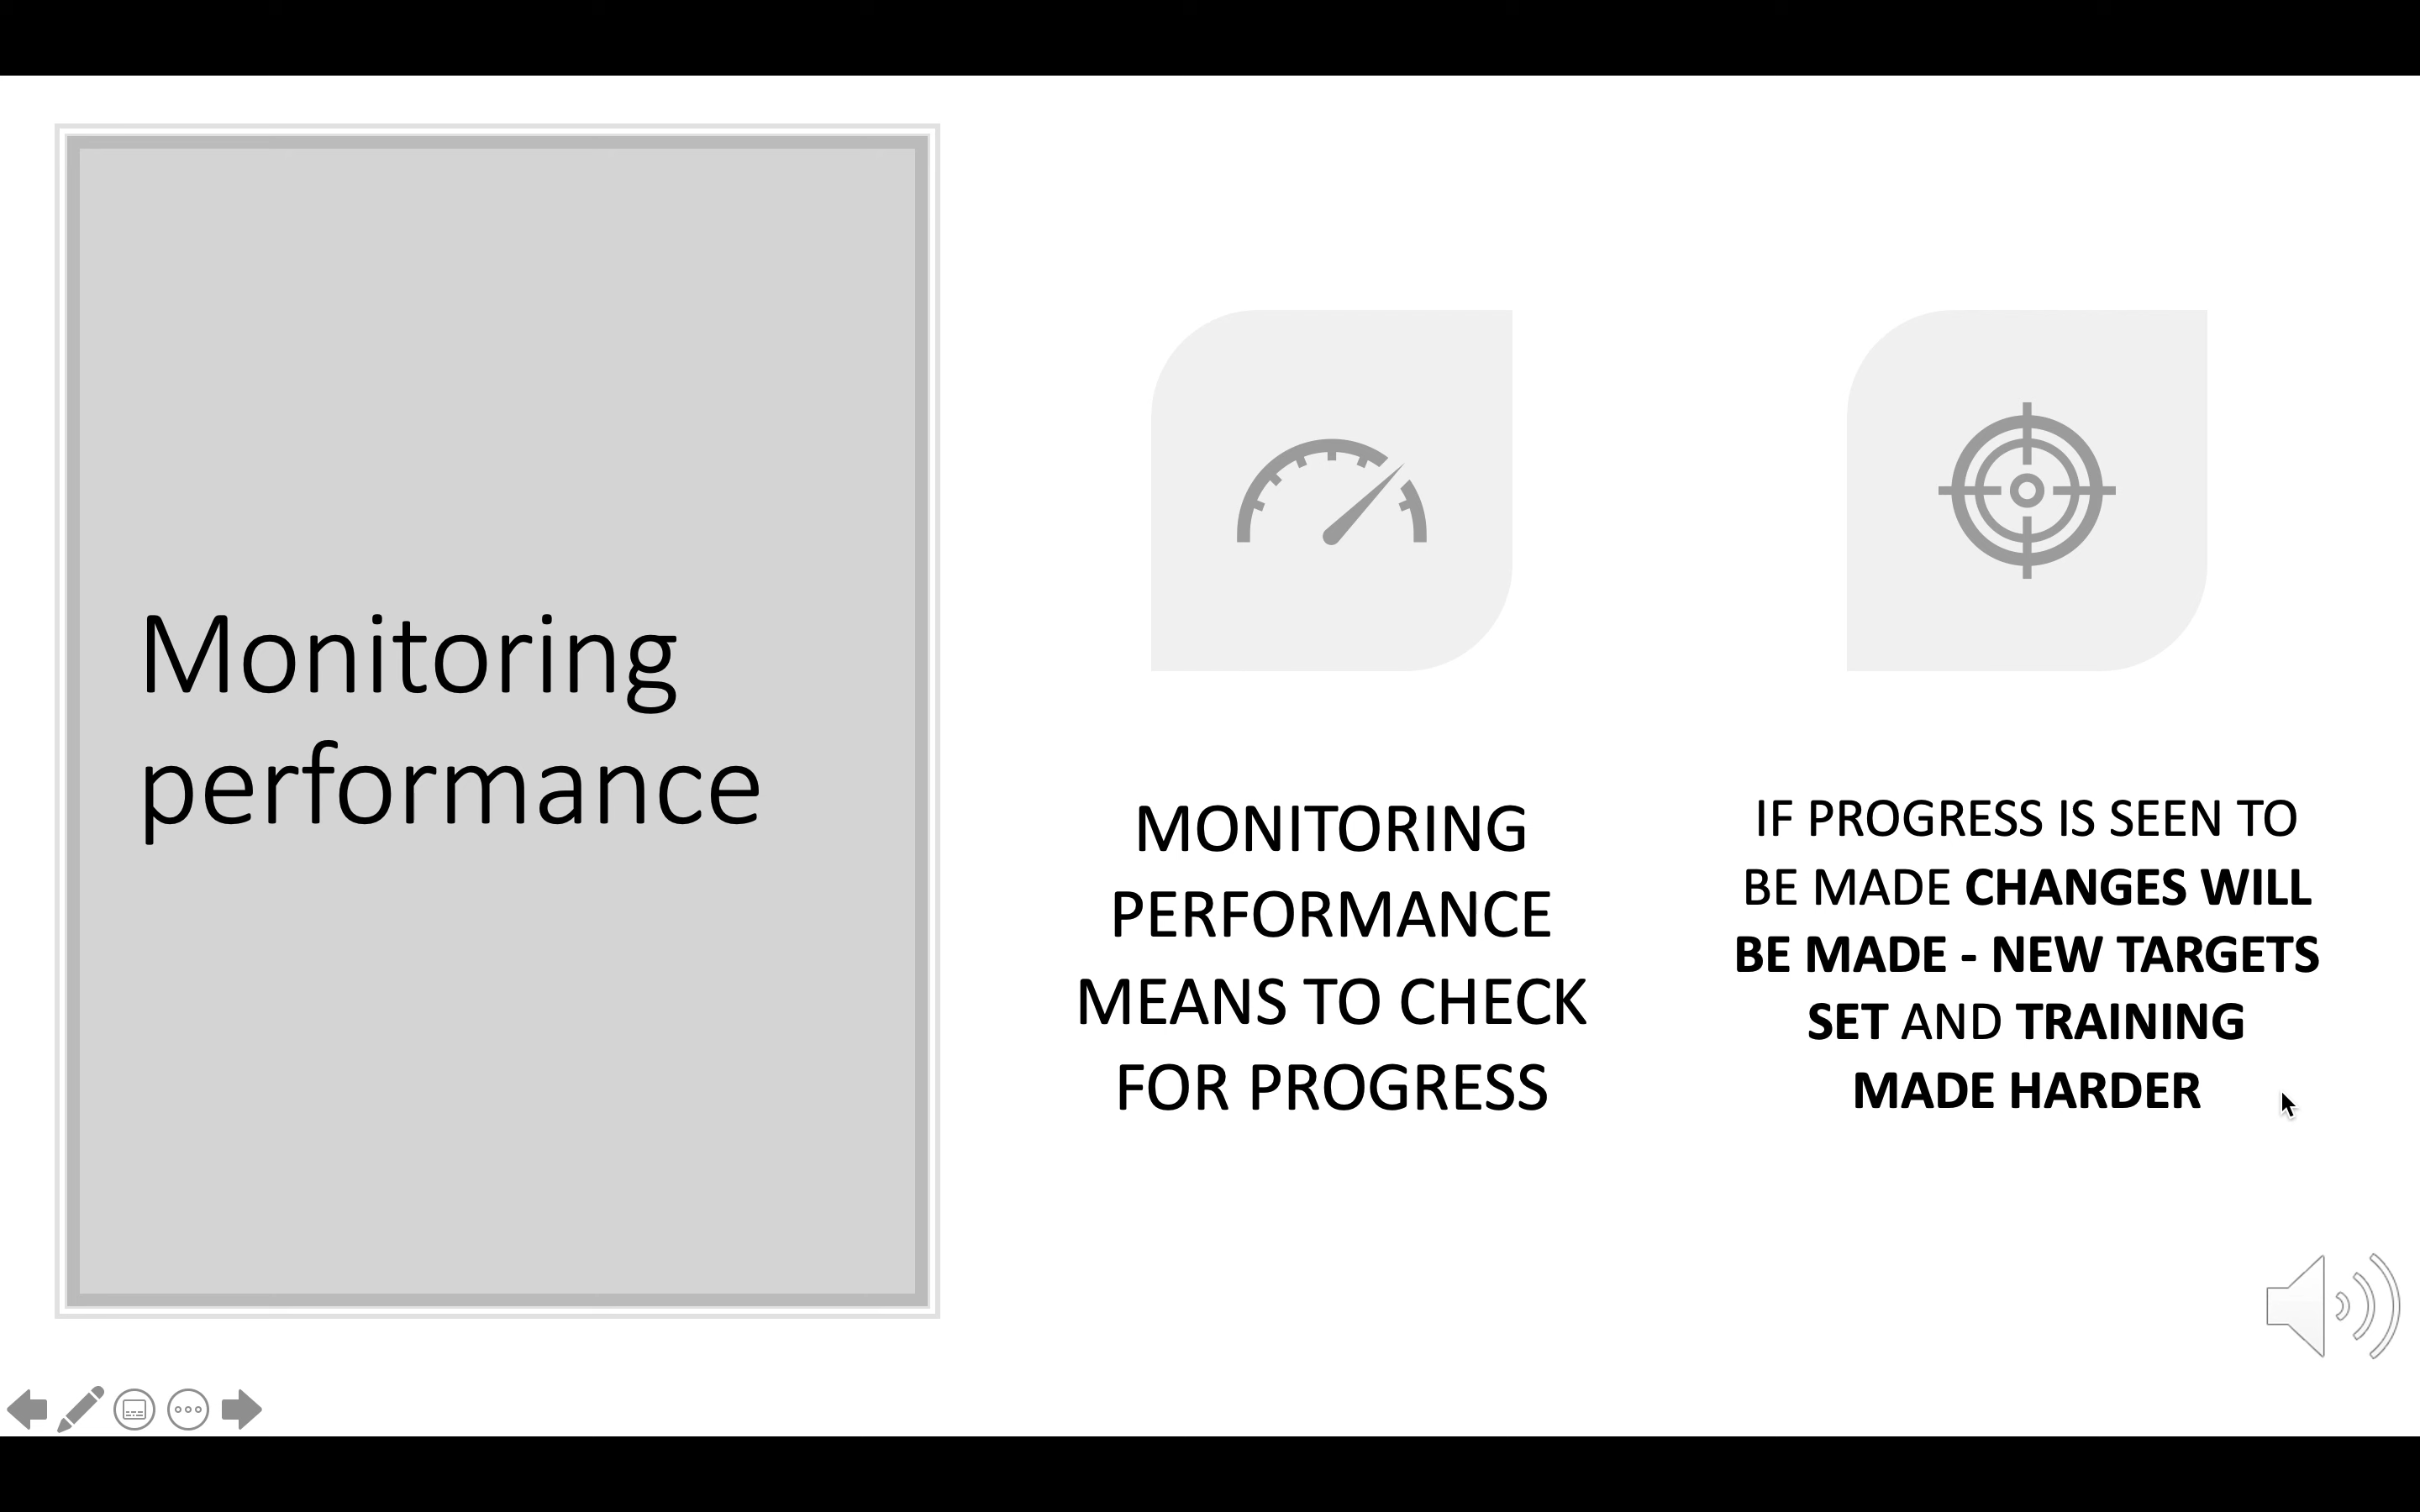 Monitoring
performance
MONITORING
PERFORMANCE
MEANS TO CHECK
FOR PROGRESS
IF PROGRESS IS SEEN TO
BE MADE CHANGES WILL
BE MADE - NEW TARGETS
SET AND TRAINING
MADE HARDER